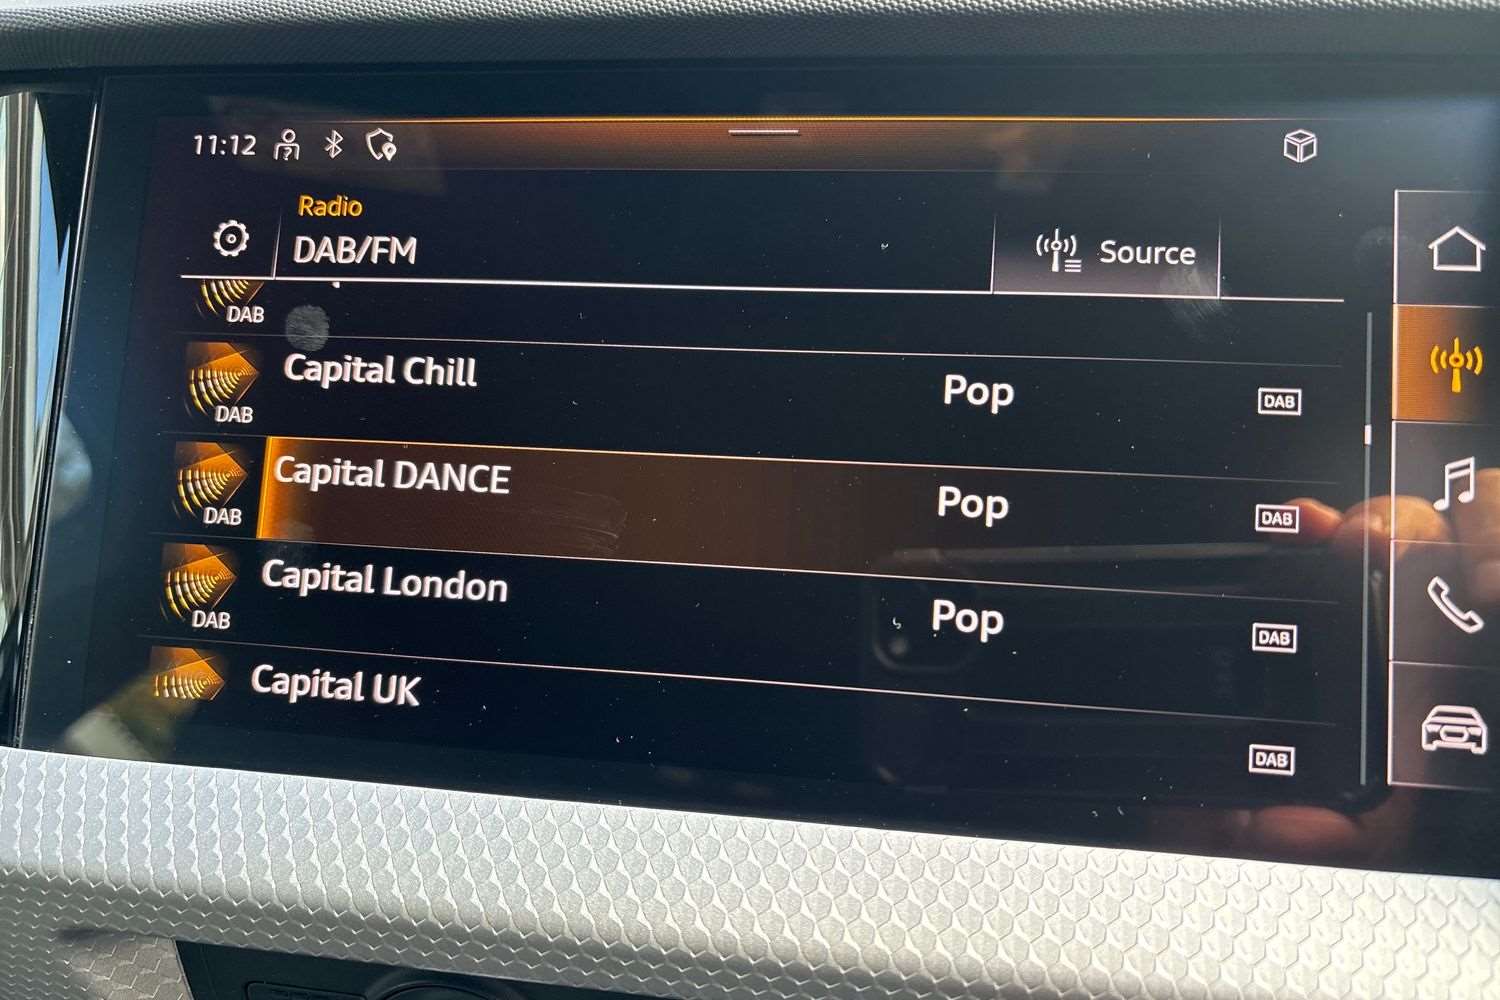 11:12
Radio
DAB/FM
Source
DAB
Capital Chill
Pop
DAB
DAB
Capital DANCE
Pop
DAB
DAB
Capital London
Pop
DAB
DAB
Capital UK
DAB